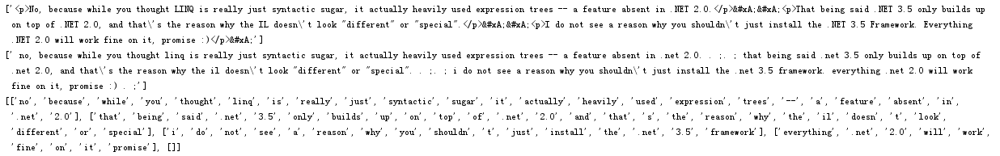 ['<p>No, because while you thought LINQ is really just syntactic sugar, it actually heavily used expression trees -- a feature absent in .NET 2.0.</p>&#xA;&#xA;<p>That being said .NET 3.5 only builds up
on top of .NET 2.0, and that\'s the reason why the IL doesn\'t look "different" or "special".</p>&#xA;&#xA;<p>I do not see a reason why you shouldn\'t just install the .NET 3.5 Framework. Everything
.NET 2.0 will work fine on it, promise :)</p>&#xA;']
[' no, because while you thought linq is really just syntactic sugar, it actually heavily used expression trees -- a feature absent in .net 2.0. . ;. ; that being said .net 3.5 only builds up on top of
.net 2.0, and that\'s the reason why the il doesn\'t look "different" or "special". . ;. ; i do not see a reason why you shouldn\'t just install the .net 3.5 framework. everything .net 2.0 will work
fine on it, promise :) . ;']
[['no', 'because', 'while', 'you', 'thought', 'linq', 'is', 'really', 'just', 'syntactic', 'sugar', 'it', 'actually', 'heavily', 'used', 'expression', 'trees', '--', 'a', 'feature', 'absent', 'in',
'.net', '2.0'], ['that', 'being', 'said', '.net', '3.5', 'only', 'builds', 'up', 'on', 'top', 'of', '.net', '2.0', 'and', 'that', 's', 'the', 'reason', 'why', 'the', 'il', 'doesn', 't', 'look',
'different', 'or', 'special'], ['i', 'do', 'not', 'see', 'a', 'reason', 'why', 'you', 'shouldn', 't', 'just', 'install', 'the', '.net', '3.5', 'framework'], ['everything', '.net', '2.0', 'will', 'work',
'fine', 'on', 'it', 'promise'], []]